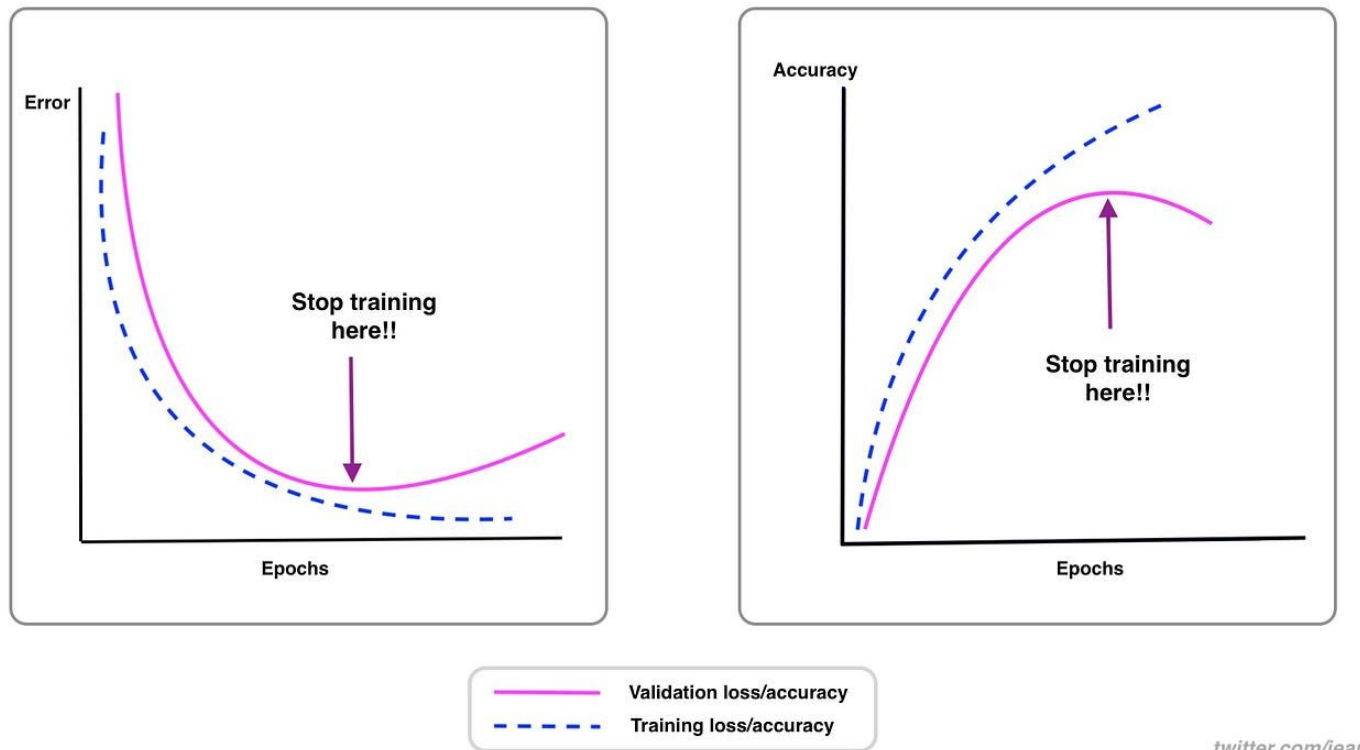 Error
Stop training
here!!
Epochs
Accuracy
Stop training
here!!
Epochs
Validation loss/accuracy
Training loss/accuracy